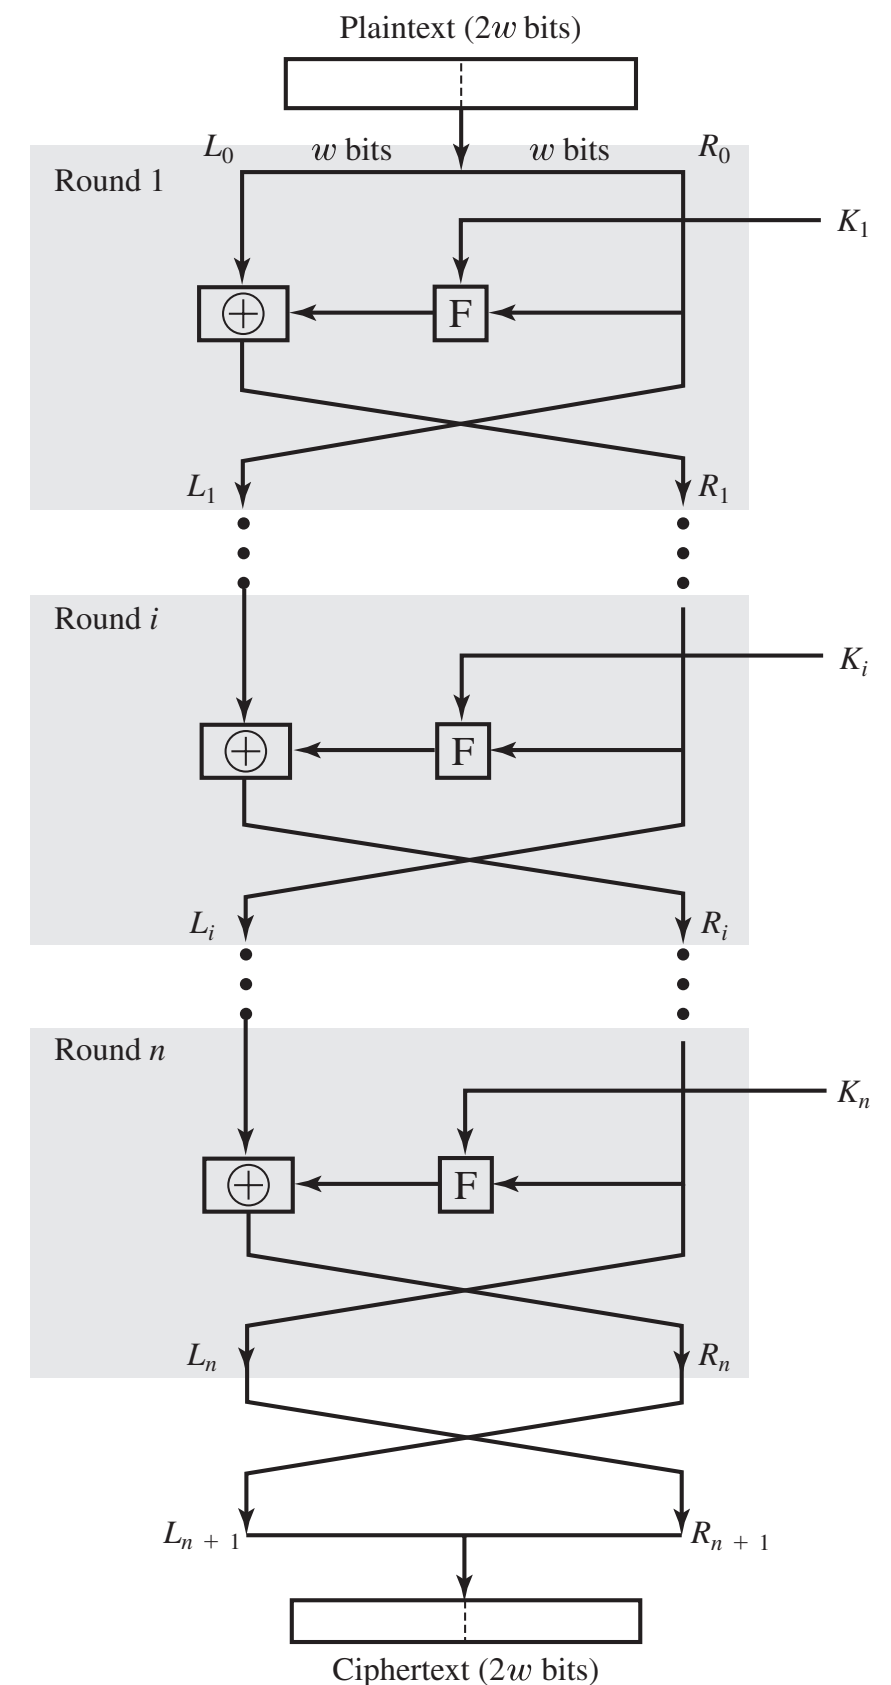 Plaintext (2w bits)
L₀ w bits w bits R₀
Round 1
K₁
⊕ F
L₁ R₁
Round i
Kᵢ
⊕ F
Lᵢ Rᵢ
Round n
Kₙ
⊕ F
Lₙ Rₙ
Lₙ ₊ ₁ Rₙ ₊ ₁
Ciphertext (2w bits)